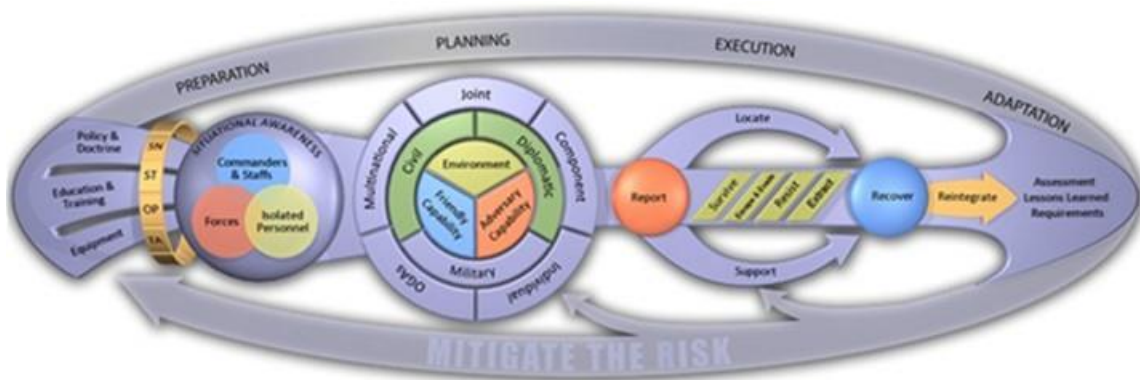 PREPARATION
PLANNING
EXECUTION
ADAPTATION
Policy &
Doctrine
Education &
Training
Equipment
SN
ST
OP
TA
SITUATIONAL AWARENESS
Commanders
& Staffs
Forces
Isolated
Personnel
Joint
Multinational
Component
OGAs
Individual
Civil
Diplomatic
Military
Environment
Friendly
Capability
Adversary
Capability
Report
Locate
Survive
Resist
Support
Recover
Reintegrate
Assessment
Lessons Learned
Requirements
MITIGATE THE RISK